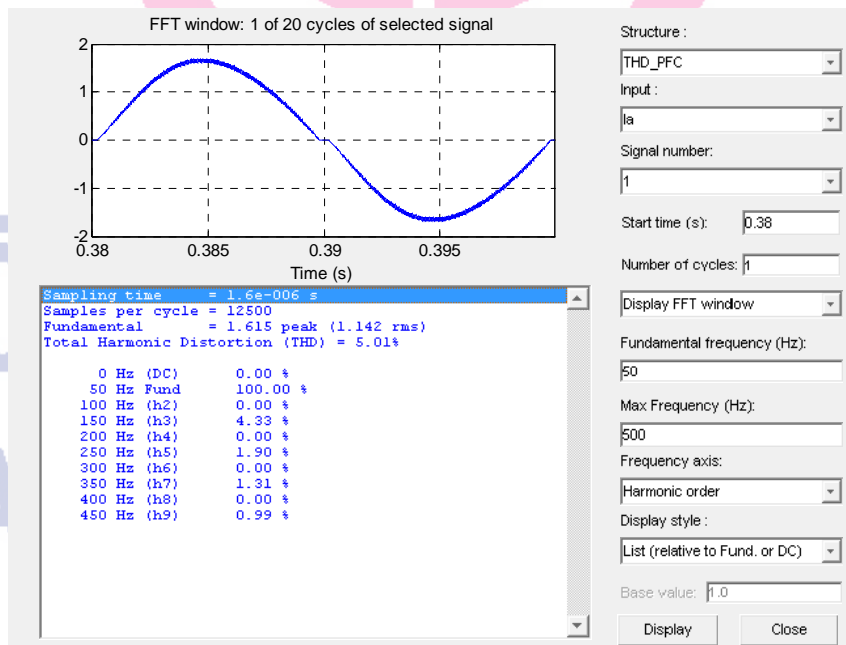 FFT window: 1 of 20 cycles of selected signal
2
1
0
-1
-2
0.38 0.385 0.39 0.395
Time (s)
Sampling time = 1.6e-006 s
Samples per cycle = 12500
Fundamental = 1.615 peak (1.142 rms)
Total Harmonic Distortion (THD) = 5.01%
0 Hz (DC) 0.00 %
50 Hz Fund 100.00 %
100 Hz (h2) 0.00 %
150 Hz (h3) 4.33 %
200 Hz (h4) 0.00 %
250 Hz (h5) 1.90 %
300 Hz (h6) 0.00 %
350 Hz (h7) 1.31 %
400 Hz (h8) 0.00 %
450 Hz (h9) 0.99 %
Structure :
THD_PFC
Input :
Ia
Signal number:
1
Start time (s): 0.38
Number of cycles: 1
Display FFT window
Fundamental frequency (Hz):
50
Max Frequency (Hz):
500
Frequency axis:
Harmonic order
Display style :
List (relative to Fund. or DC)
Base value: 1.0
Display Close